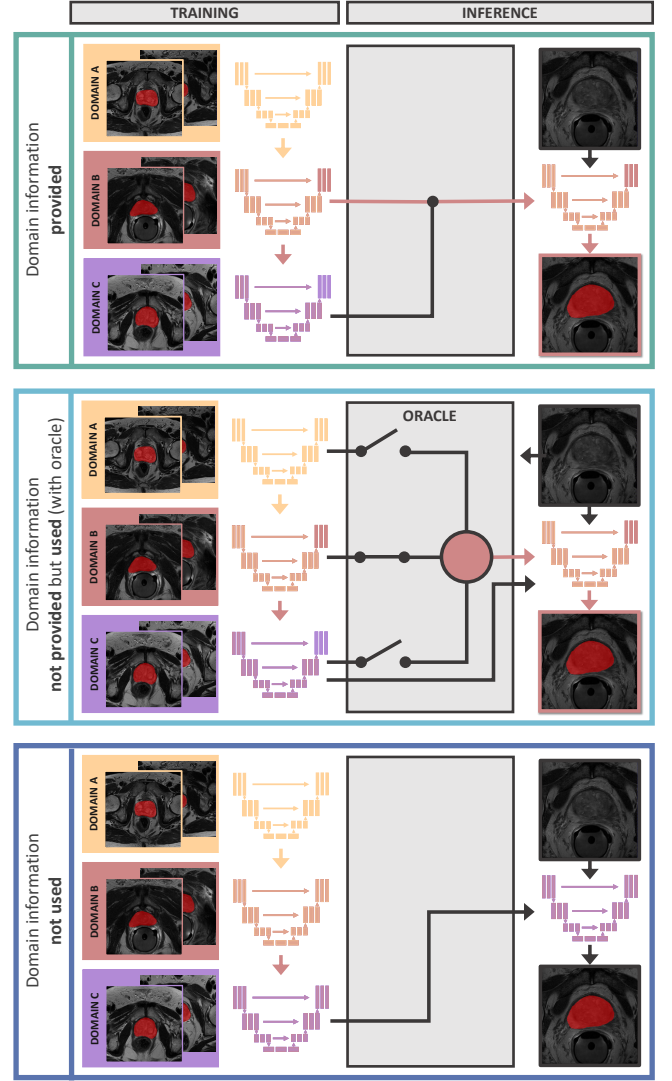 TRAINING
INFERENCE
Domain information
provided
DOMAIN A
DOMAIN B
DOMAIN C
Domain information
not provided but used (with oracle)
DOMAIN A
DOMAIN B
DOMAIN C
ORACLE
Domain information
not used
DOMAIN A
DOMAIN B
DOMAIN C